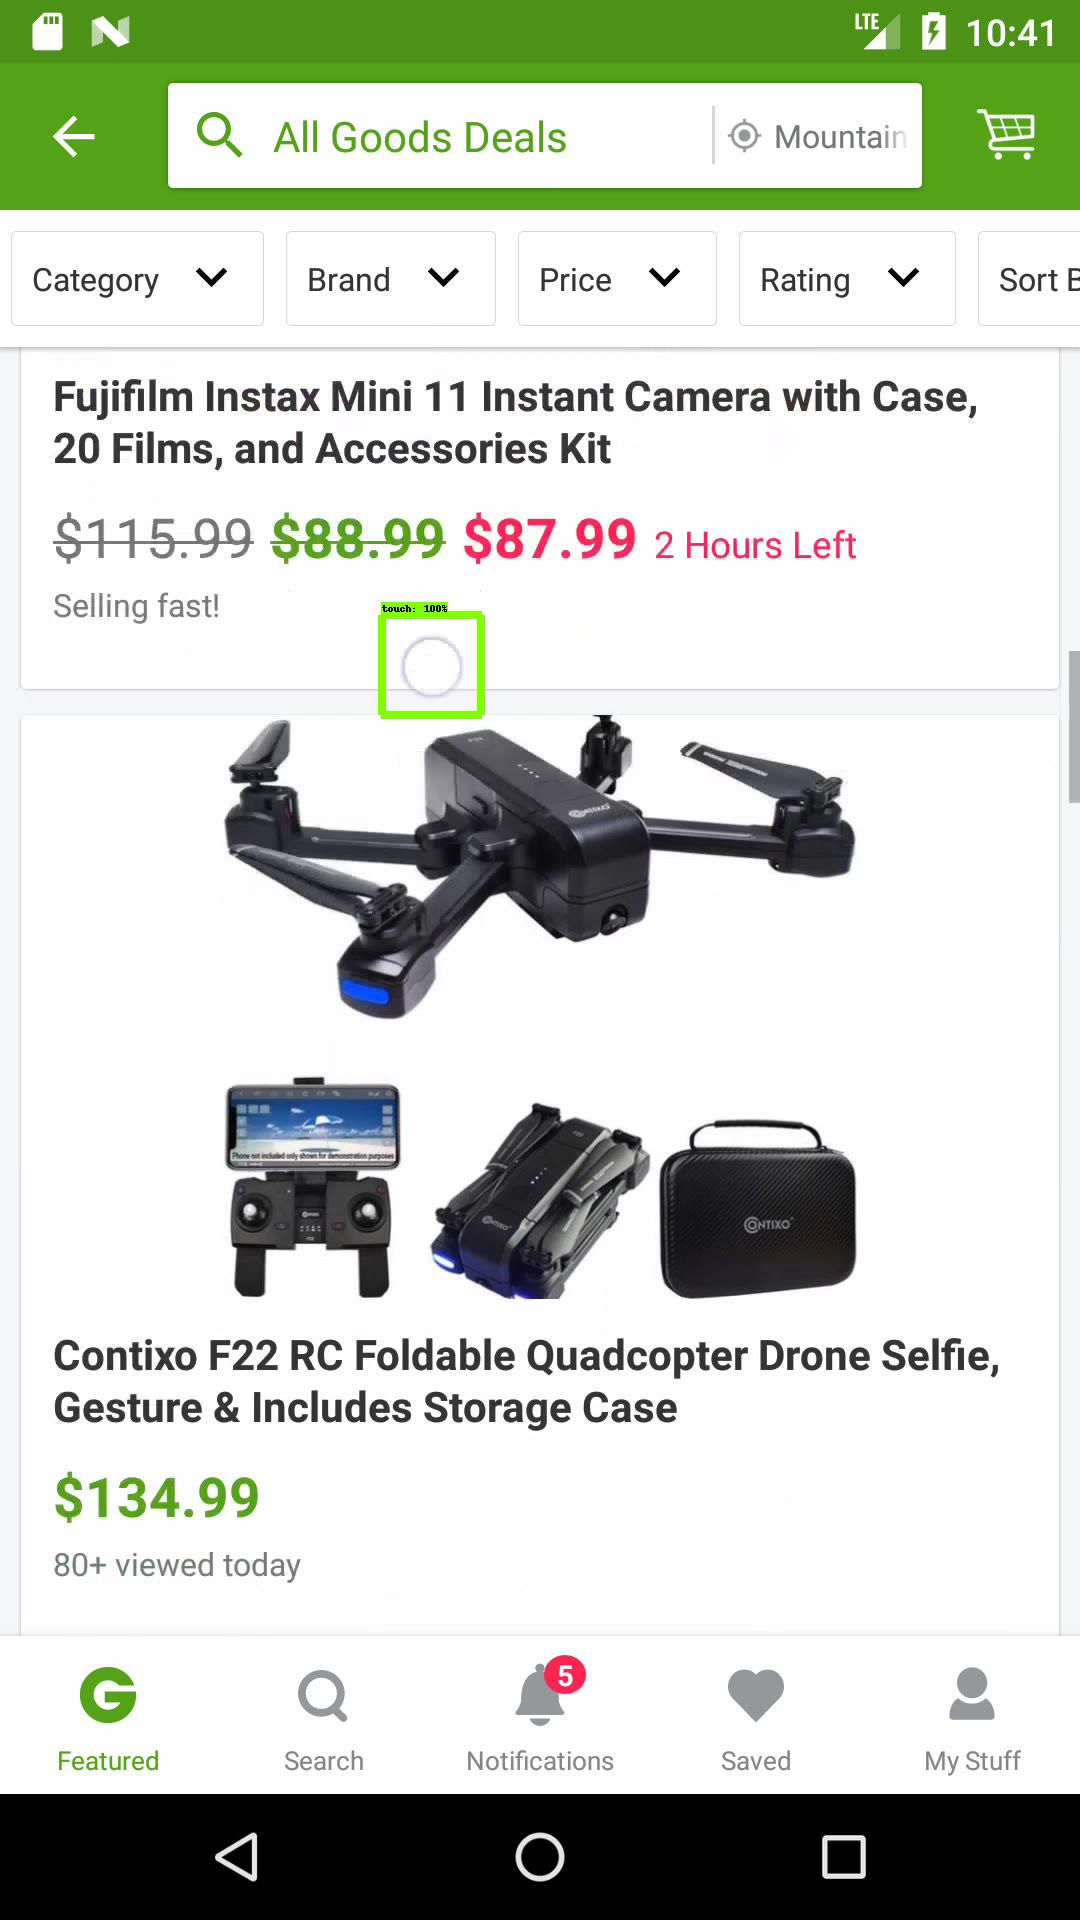 LTE 10:41
All Goods Deals Mountain
Category Brand Price Rating Sort B
Fujifilm Instax Mini 11 Instant Camera with Case,
20 Films, and Accessories Kit
$115.99 $88.99 $87.99 2 Hours Left
Selling fast!
touch: 100%
CONTIXO
Phone not included only shown for demonstration purposes
CONTIXO
CONTIXO
CONTIXO
Contixo F22 RC Foldable Quadcopter Drone Selfie,
Gesture & Includes Storage Case
$134.99
80+ viewed today
5
Featured Search Notifications Saved My Stuff